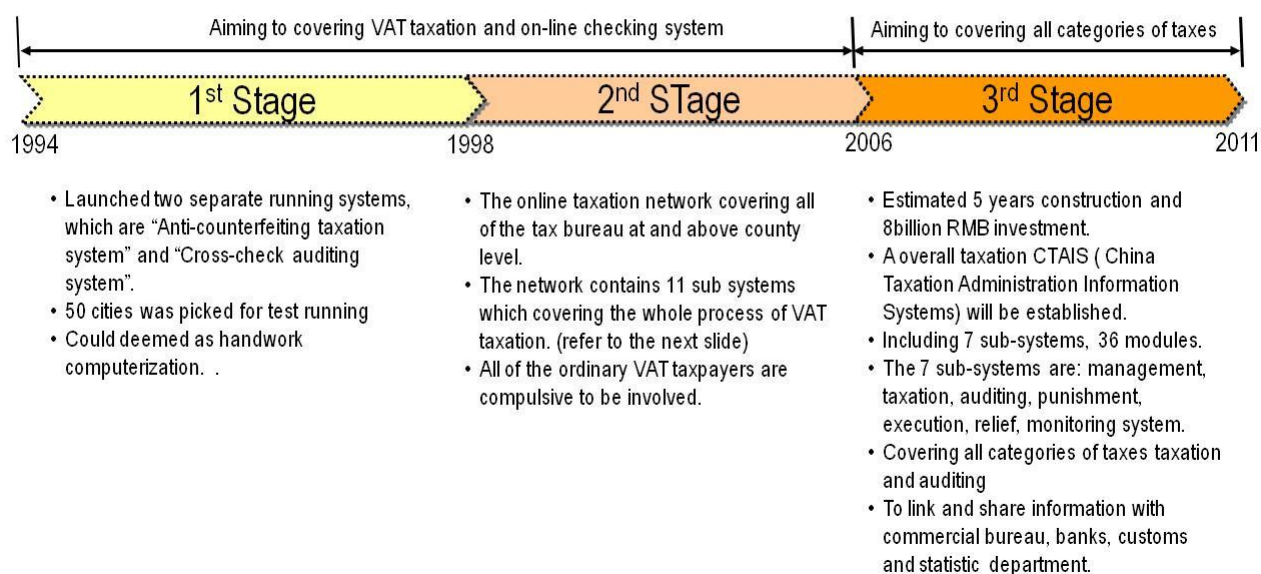 Aiming to covering VAT taxation and on-line checking system
Aiming to covering all categories of taxes
1st Stage
2nd STage
3rd Stage
1994
1998
2006
2011
• Launched two separate running systems,
which are “Anti-counterfeiting taxation
system” and “Cross-check auditing
system”.
• 50 cities was picked for test running
• Could deemed as handwork
computerization. .
• The online taxation network covering all
of the tax bureau at and above county
level.
• The network contains 11 sub systems
which covering the whole process of VAT
taxation. (refer to the next slide)
• All of the ordinary VAT taxpayers are
compulsive to be involved.
• Estimated 5 years construction and
8billion RMB investment.
• A overall taxation CTAIS ( China
Taxation Administration Information
Systems) will be established.
• Including 7 sub-systems, 36 modules.
• The 7 sub-systems are: management,
taxation, auditing, punishment,
execution, relief, monitoring system.
• Covering all categories of taxes taxation
and auditing
• To link and share information with
commercial bureau, banks, customs
and statistic department.